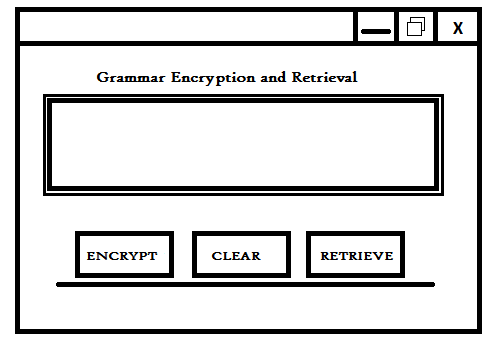 X
Grammar Encryption and Retrieval
ENCRYPT CLEAR RETRIEVE